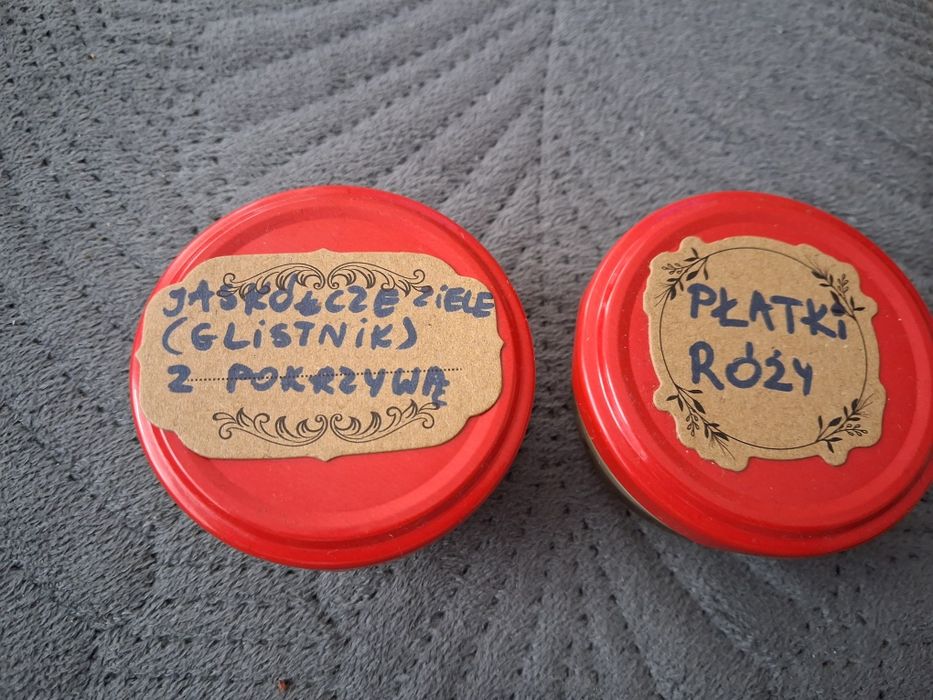 JASKÓŁCZE ZiELE
(GLiSTNiK)
Z POKRZYWĄ
PŁATKi
RÓŻY